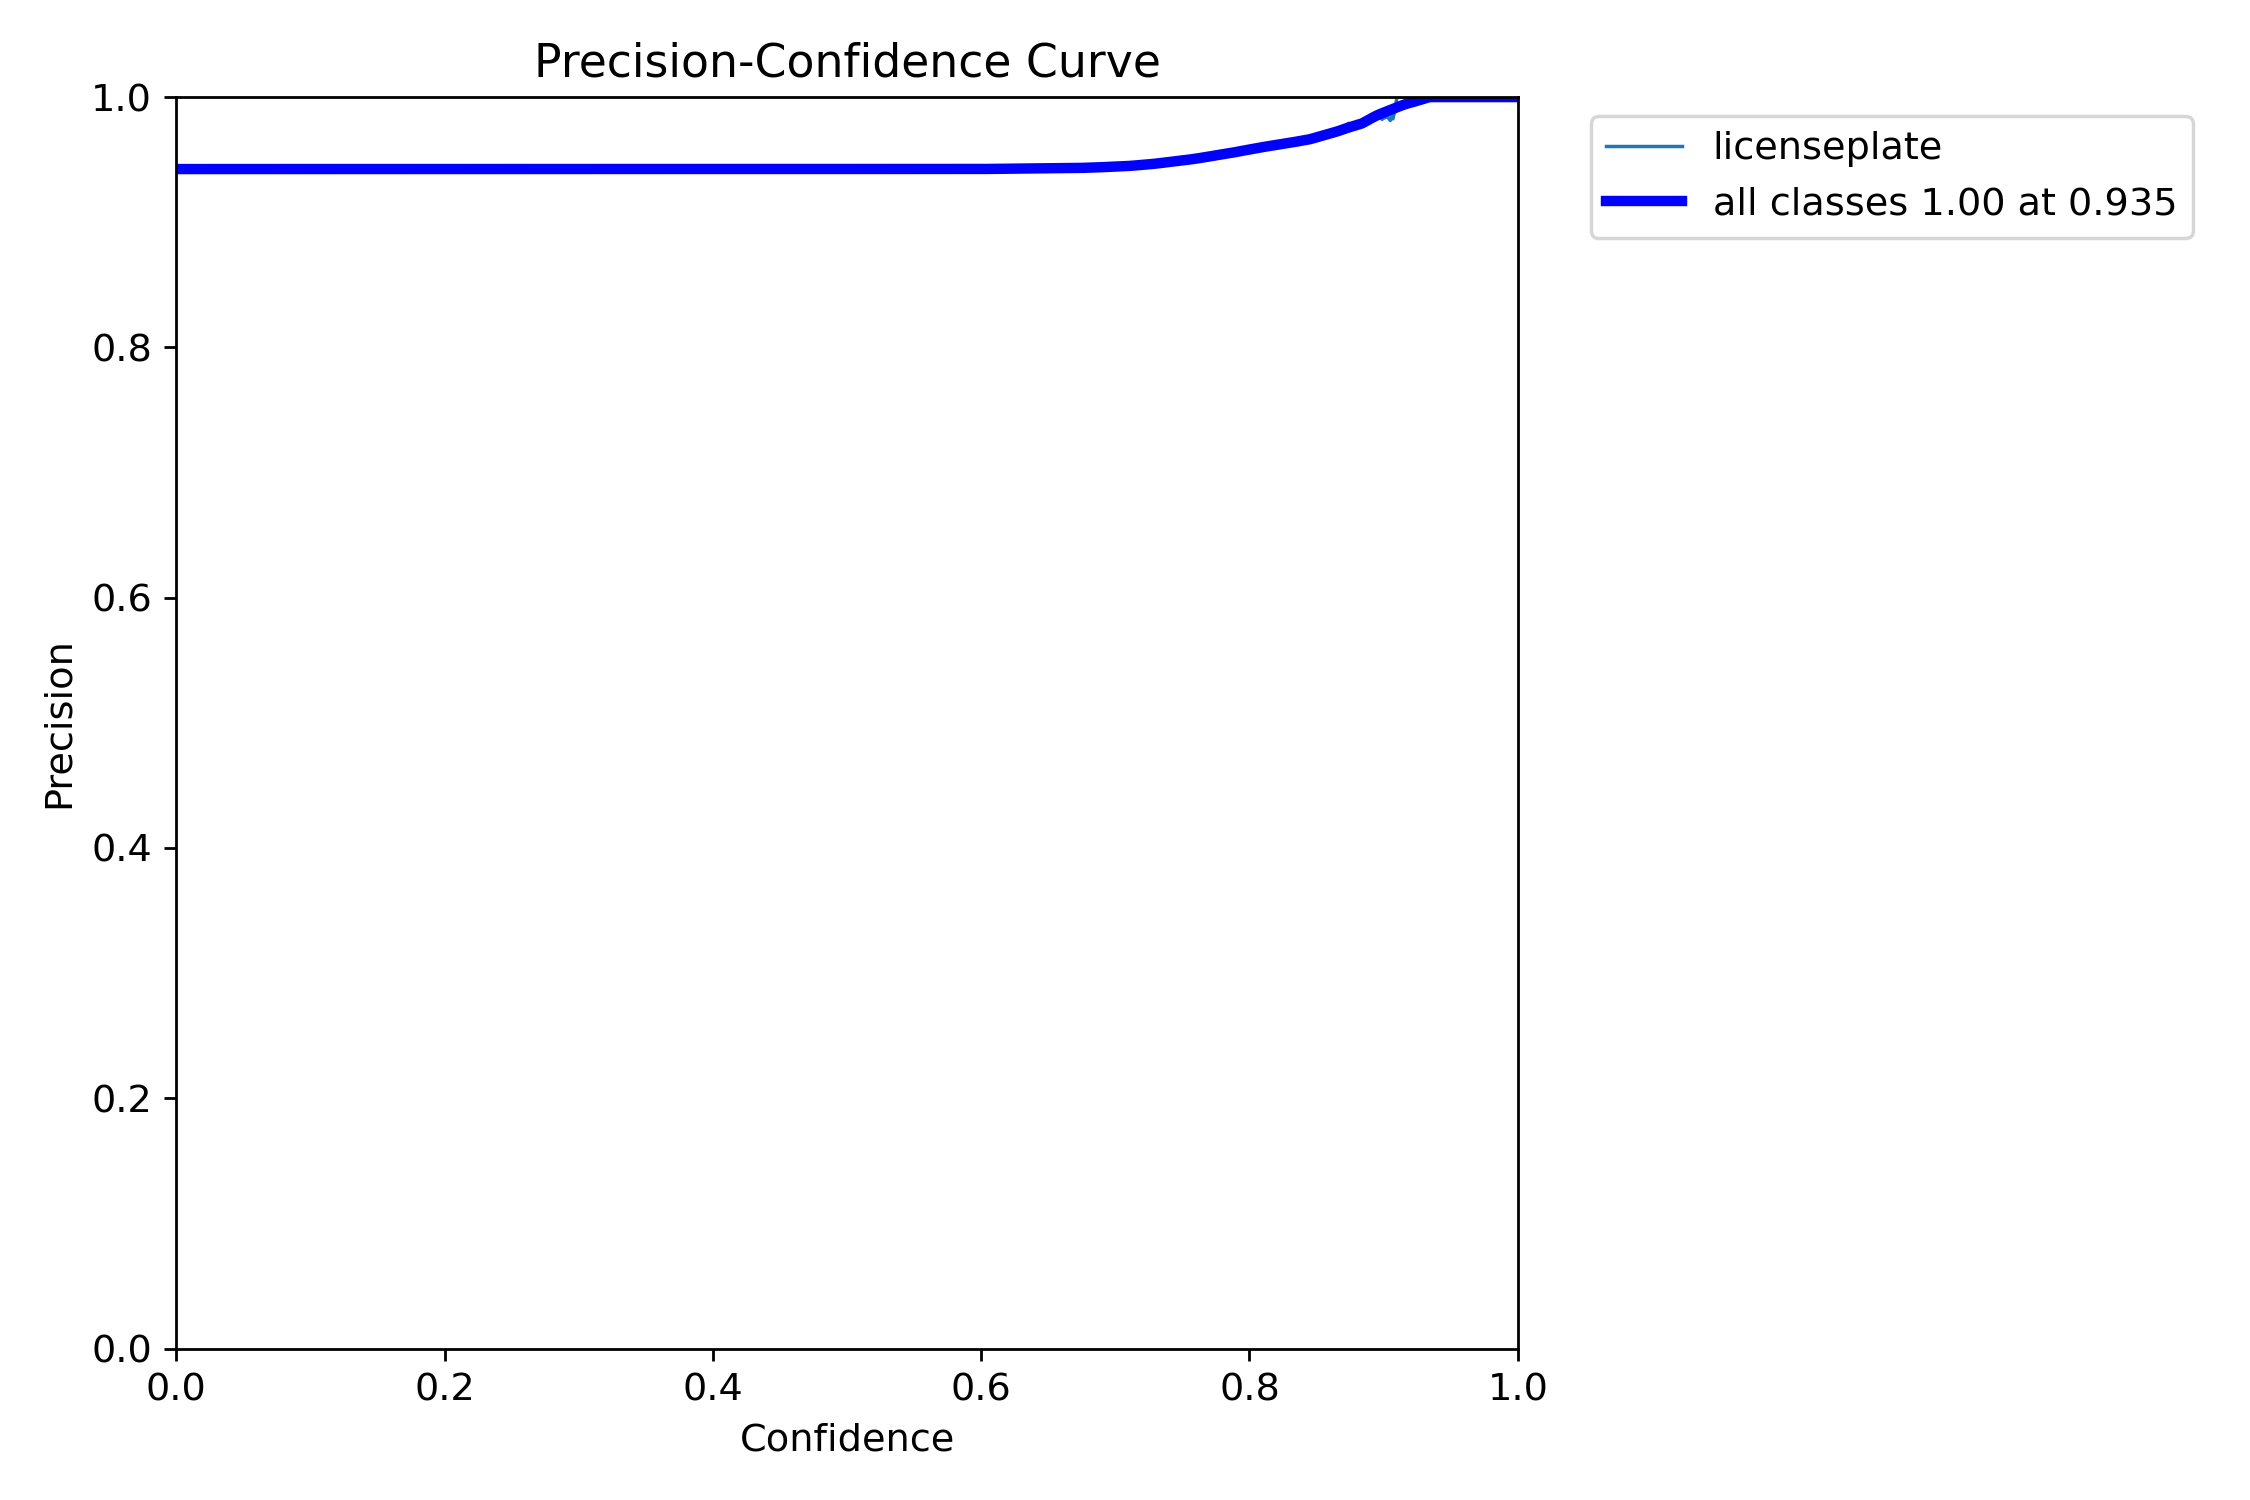 Precision-Confidence Curve
1.0
0.8
0.6
0.4
0.2
0.0
Precision
0.0 0.2 0.4 0.6 0.8 1.0
Confidence
licenseplate
all classes 1.00 at 0.935